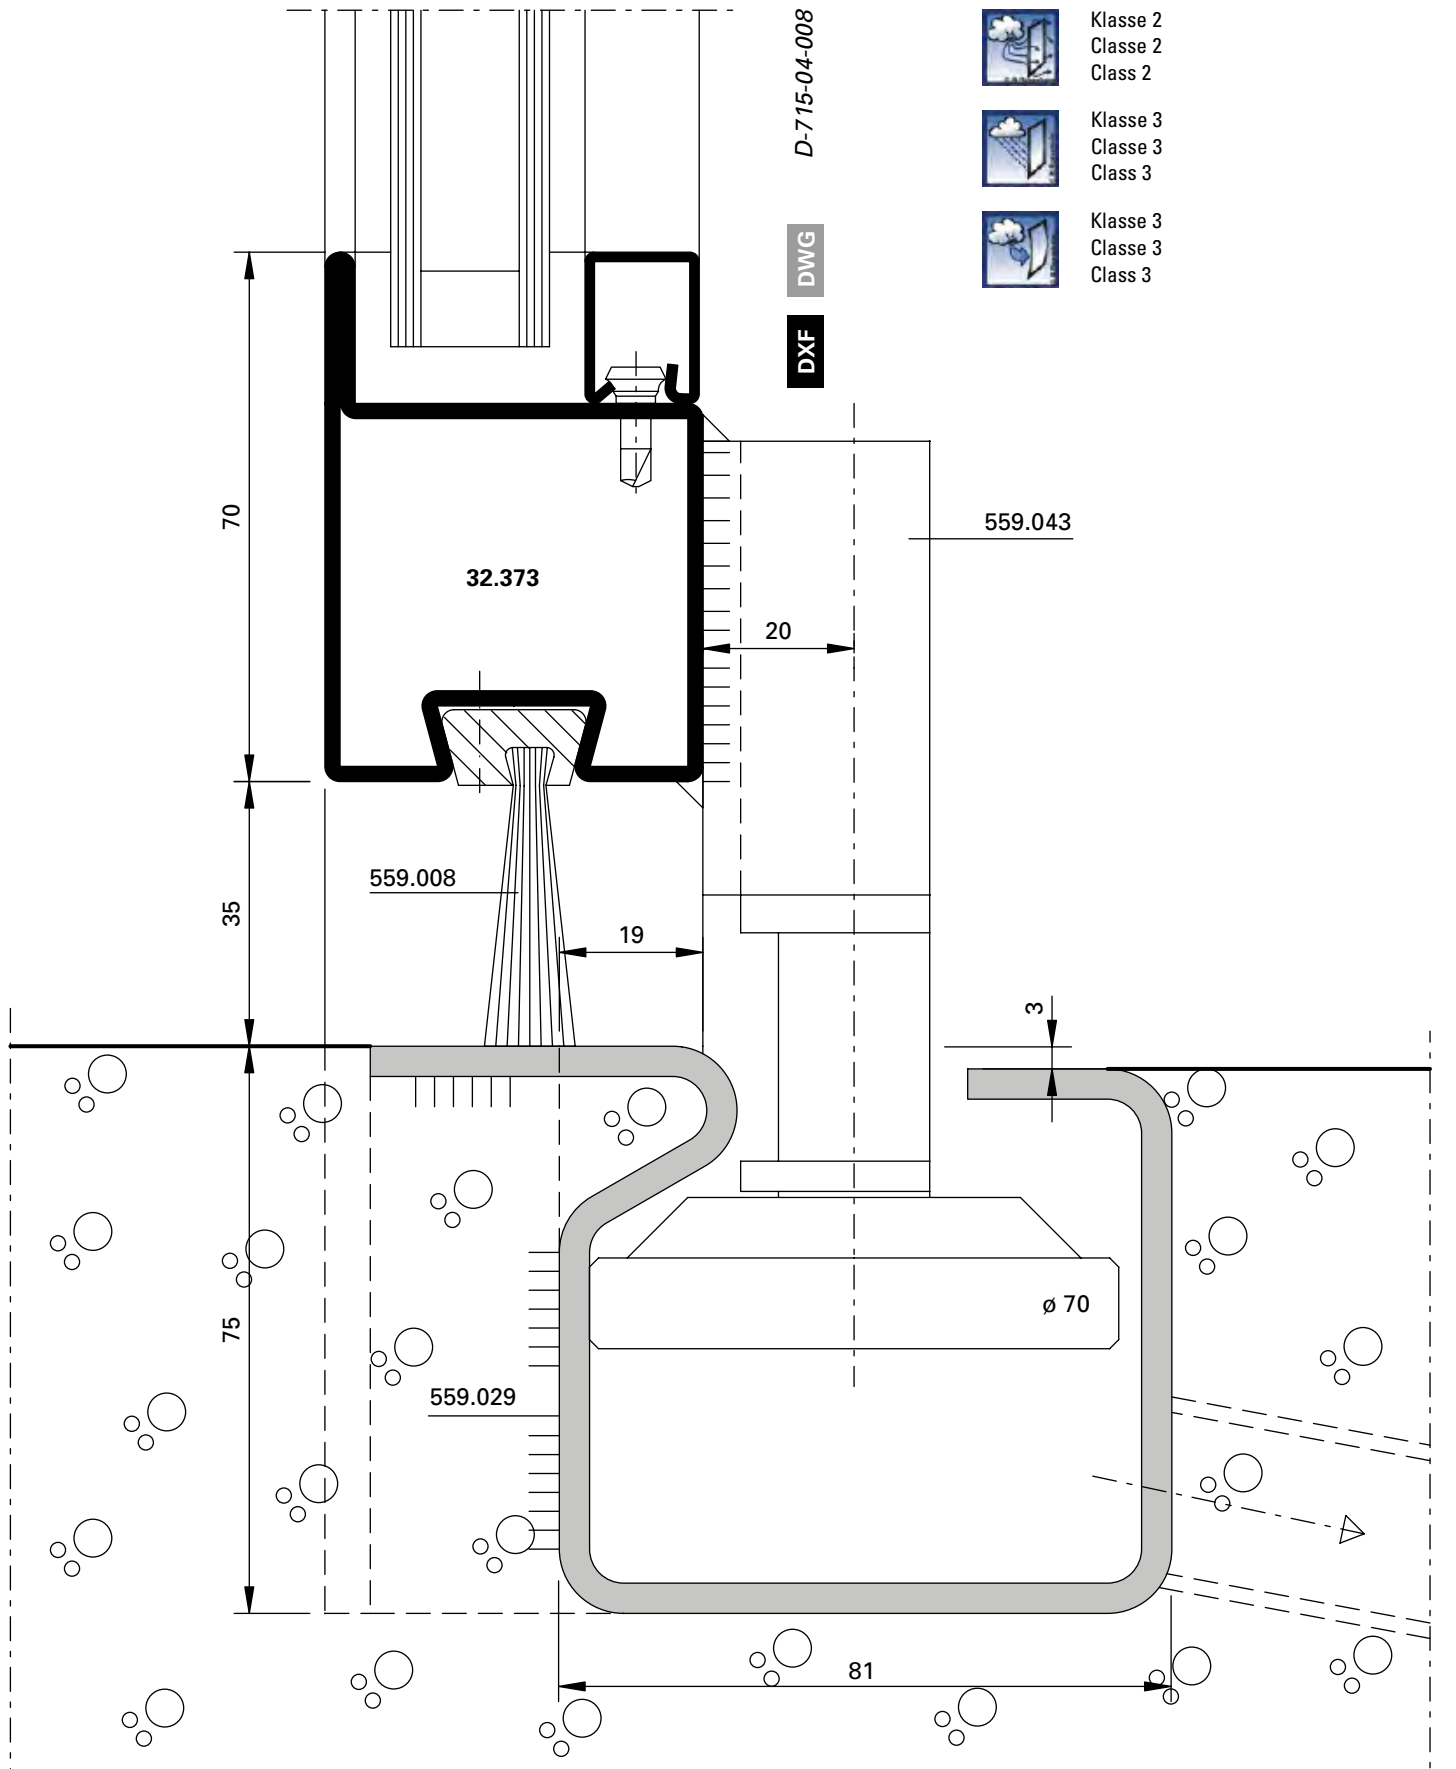 D-715-04-008
Klasse 2
Classe 2
Class 2
Klasse 3
Classe 3
Class 3
Klasse 3
Classe 3
Class 3
DWG
DXF
70
559.043
32.373
20
559.008
35
19
3
ø 70
75
559.029
81